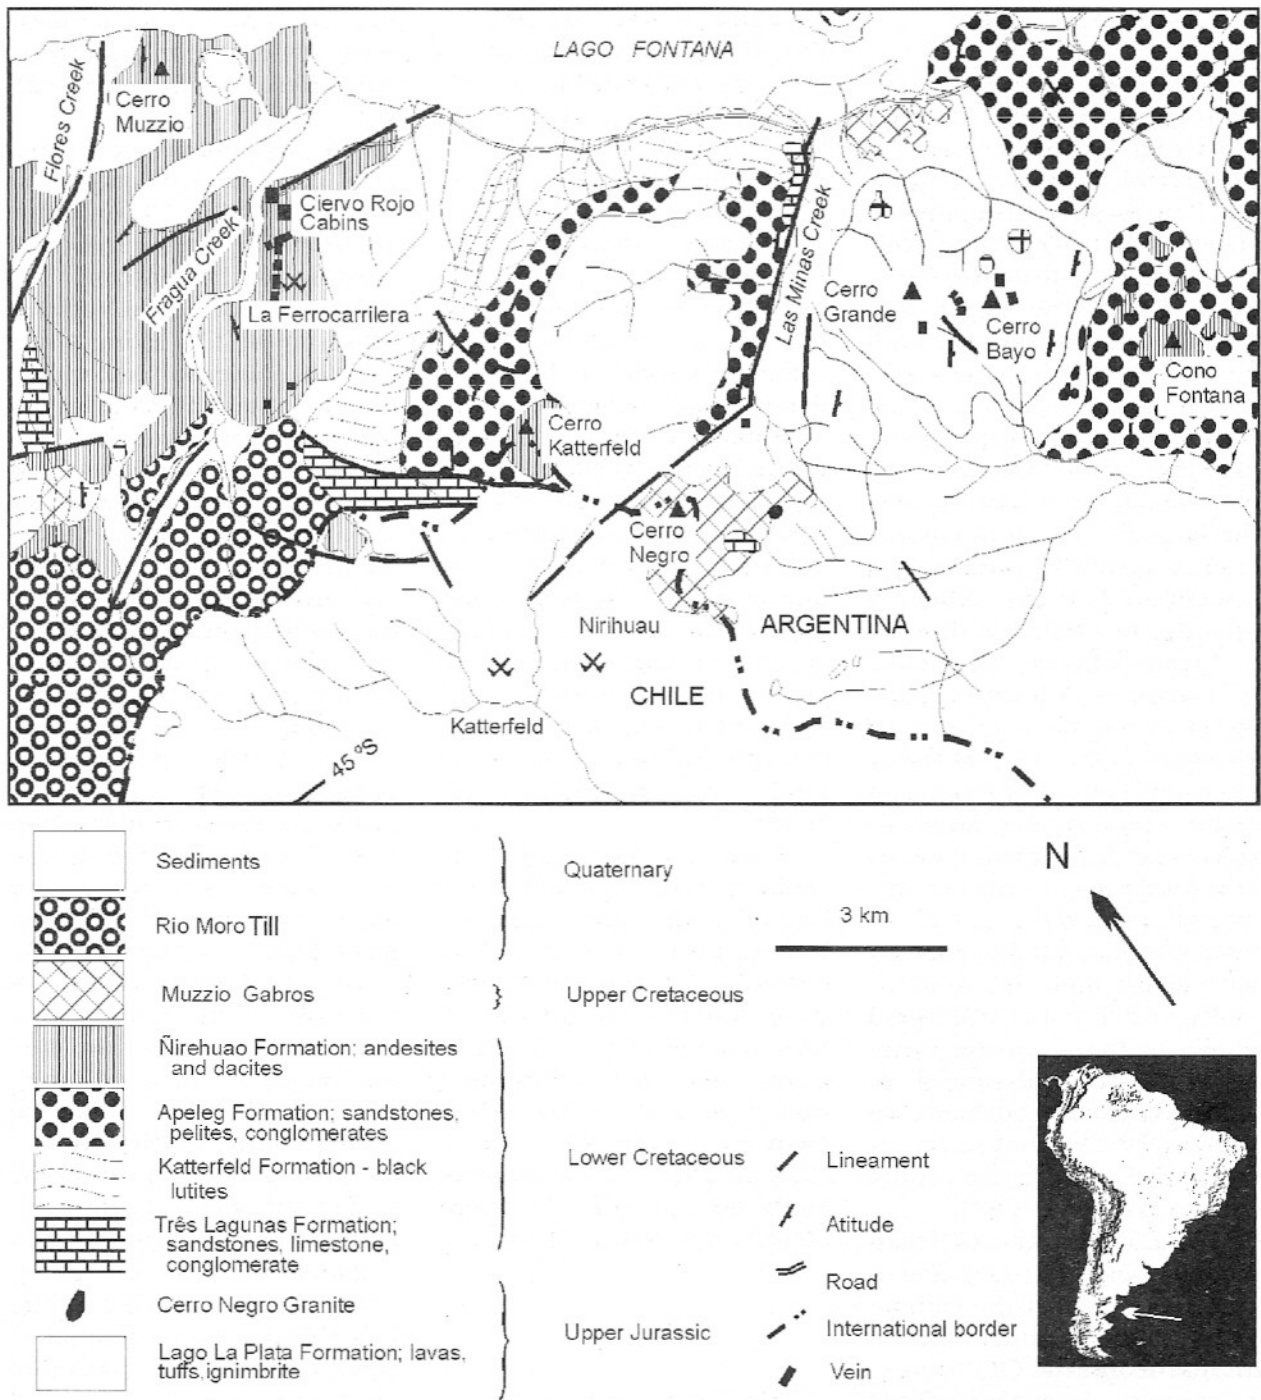 LAGO FONTANA
Flores Creek
Cerro
Muzzio
Ciervo Rojo
Cabins
Fragua Creek
La Ferrocarrilera
Las Minas Creek
Cerro
Grande
Cerro
Bayo
Cono
Fontana
Cerro
Katterfeld
Cerro
Negro
Nirihuau
ARGENTINA
CHILE
Katterfeld
45 ºS
Sediments
Quaternary
Rio Moro Till
Muzzio Gabros
Upper Cretaceous
Ñirehuao Formation; andesites
and dacites
Apeleg Formation; sandstones,
pelites, conglomerates
Katterfeld Formation - black
lutites
Três Lagunas Formation;
sandstones, limestone,
conglomerate
Lower Cretaceous
Cerro Negro Granite
Lago La Plata Formation; lavas,
tuffs,ignimbrite
Upper Jurassic
N
3 km
Lineament
Atitude
Road
International border
Vein